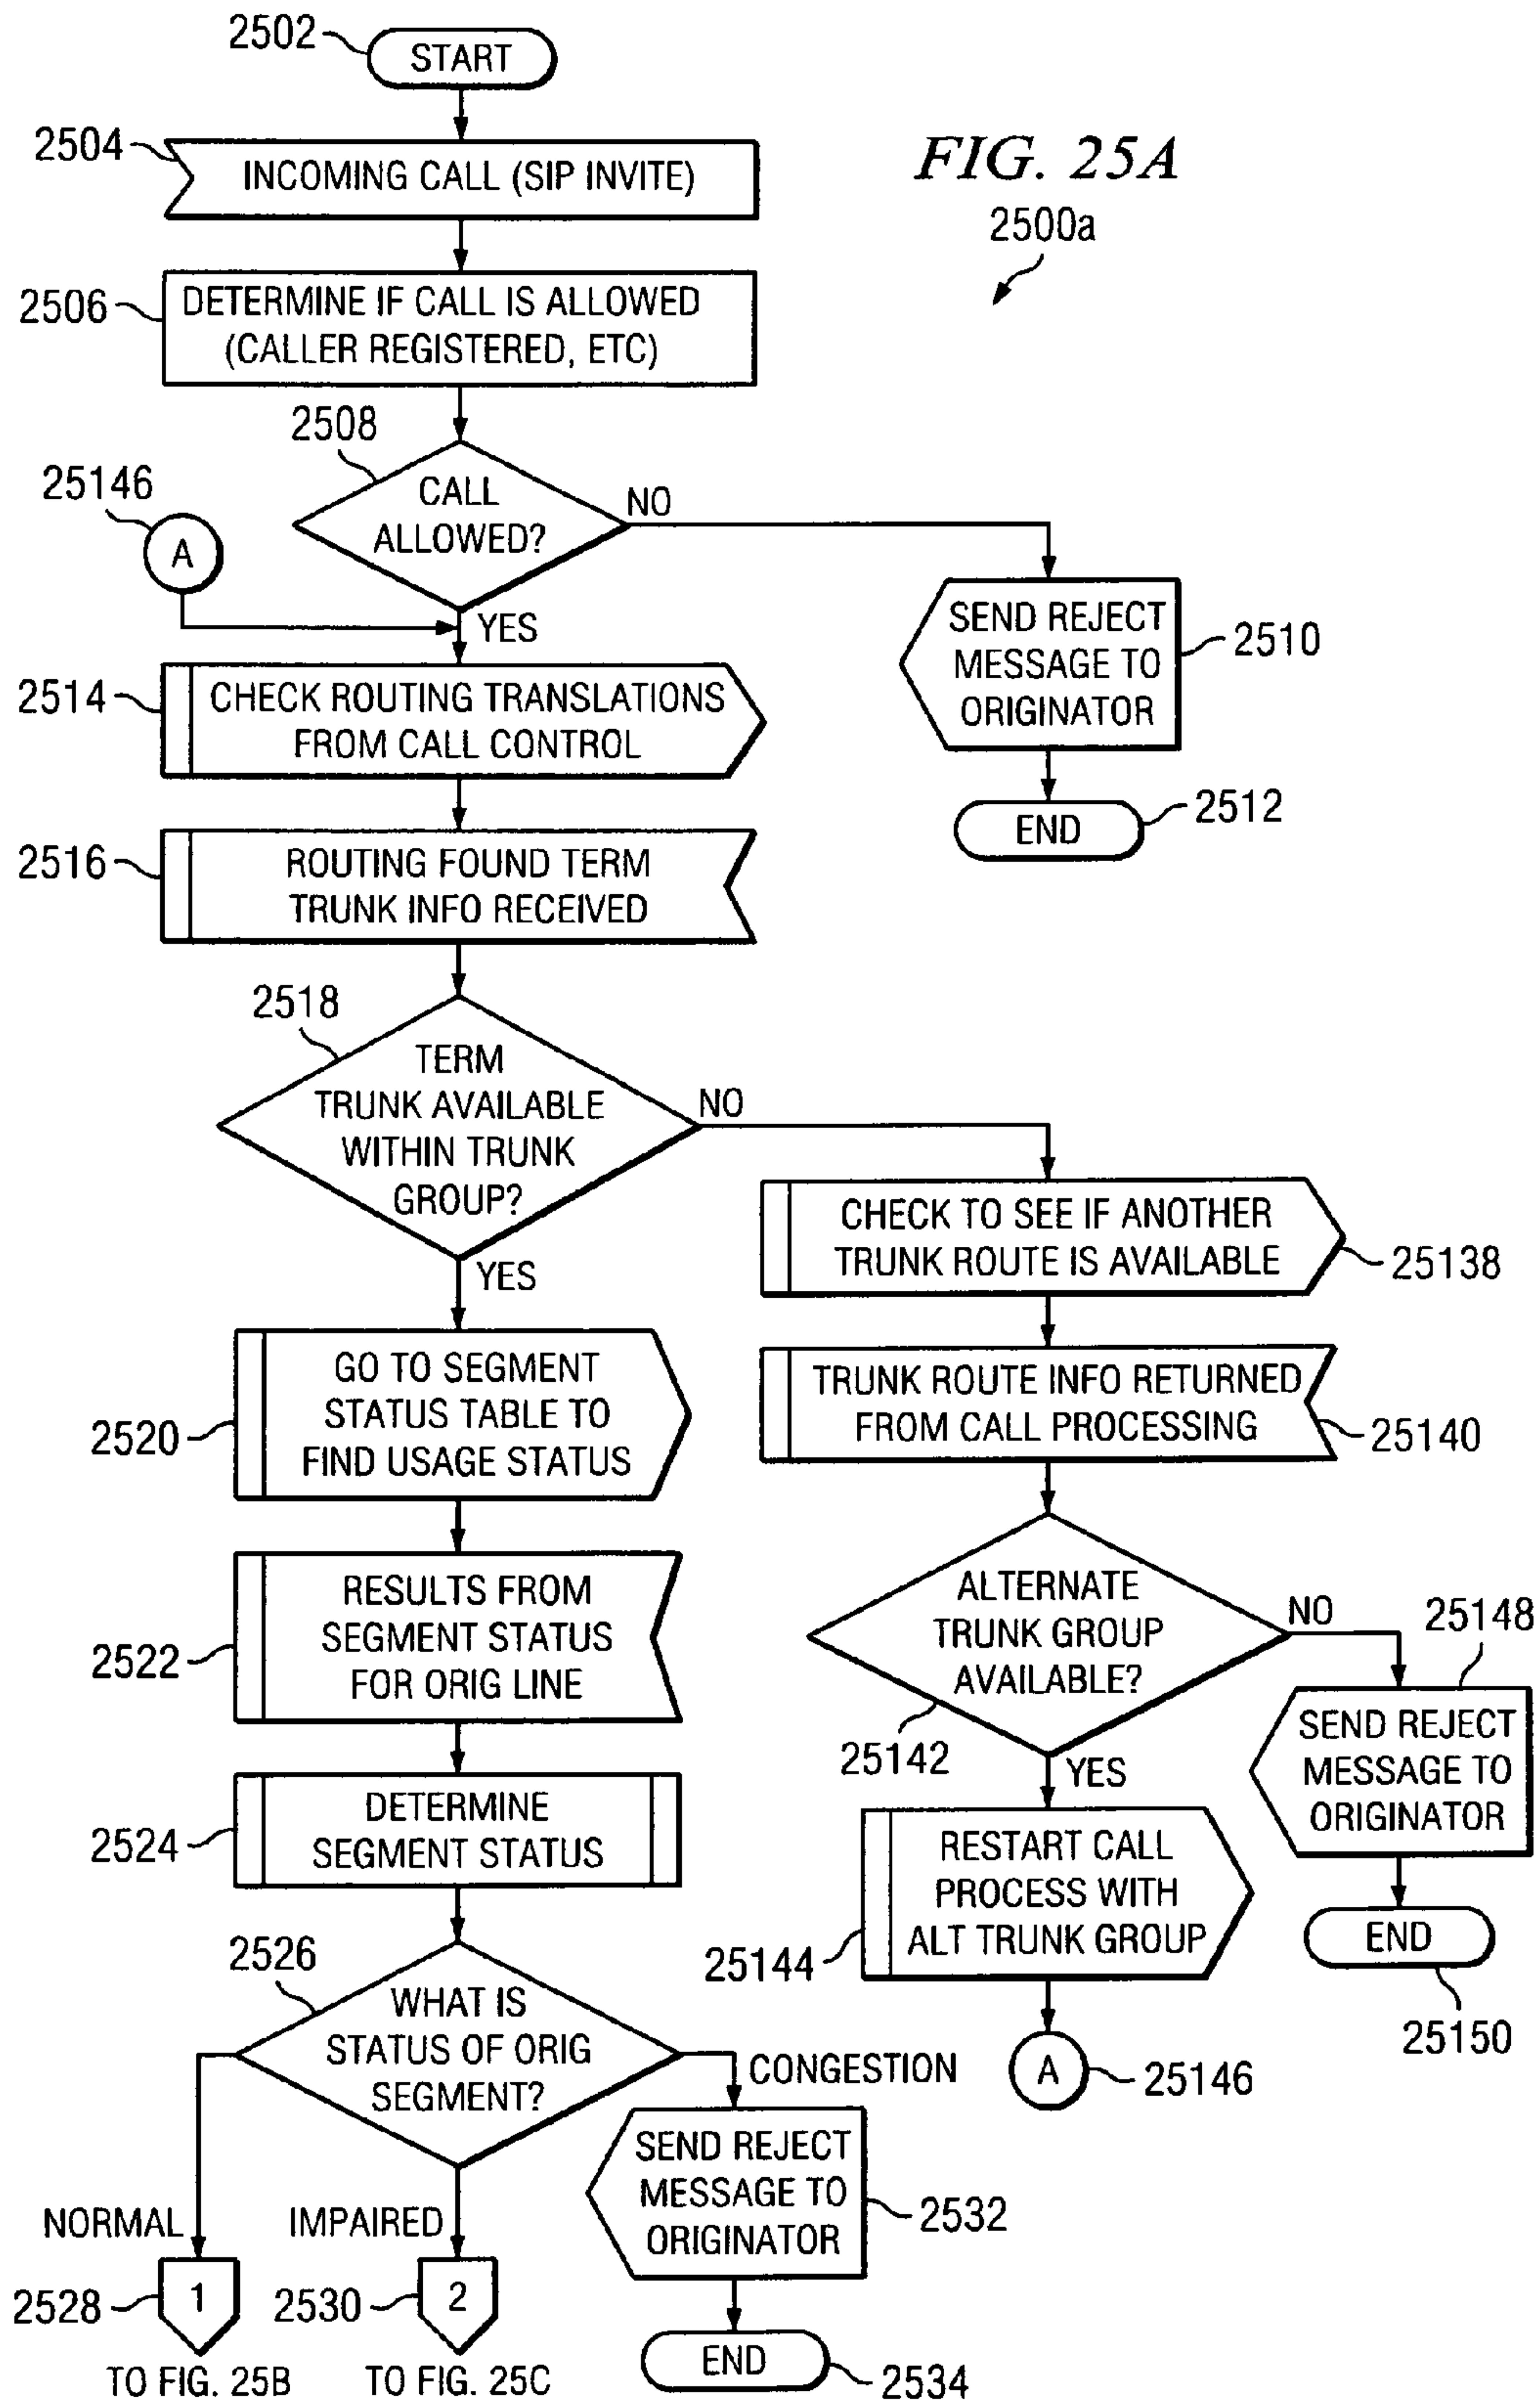 2502
START
2504
INCOMING CALL (SIP INVITE)
FIG. 25A
2500a
2506
DETERMINE IF CALL IS ALLOWED
(CALLER REGISTERED, ETC)
2508
CALL
ALLOWED?
NO
YES
25146
A
SEND REJECT
MESSAGE TO
ORIGINATOR
2510
END
2512
2514
CHECK ROUTING TRANSLATIONS
FROM CALL CONTROL
2516
ROUTING FOUND TERM
TRUNK INFO RECEIVED
2518
TERM
TRUNK AVAILABLE
WITHIN TRUNK
GROUP?
NO
YES
CHECK TO SEE IF ANOTHER
TRUNK ROUTE IS AVAILABLE
25138
TRUNK ROUTE INFO RETURNED
FROM CALL PROCESSING
25140
2520
GO TO SEGMENT
STATUS TABLE TO
FIND USAGE STATUS
2522
RESULTS FROM
SEGMENT STATUS
FOR ORIG LINE
ALTERNATE
TRUNK GROUP
AVAILABLE?
25142
NO
YES
25148
SEND REJECT
MESSAGE TO
ORIGINATOR
END
25150
2524
DETERMINE
SEGMENT STATUS
RESTART CALL
PROCESS WITH
ALT TRUNK GROUP
25144
A
25146
2526
WHAT IS
STATUS OF ORIG
SEGMENT?
CONGESTION
NORMAL
IMPAIRED
SEND REJECT
MESSAGE TO
ORIGINATOR
2532
2528
1
2530
2
TO FIG. 25B
TO FIG. 25C
END
2534